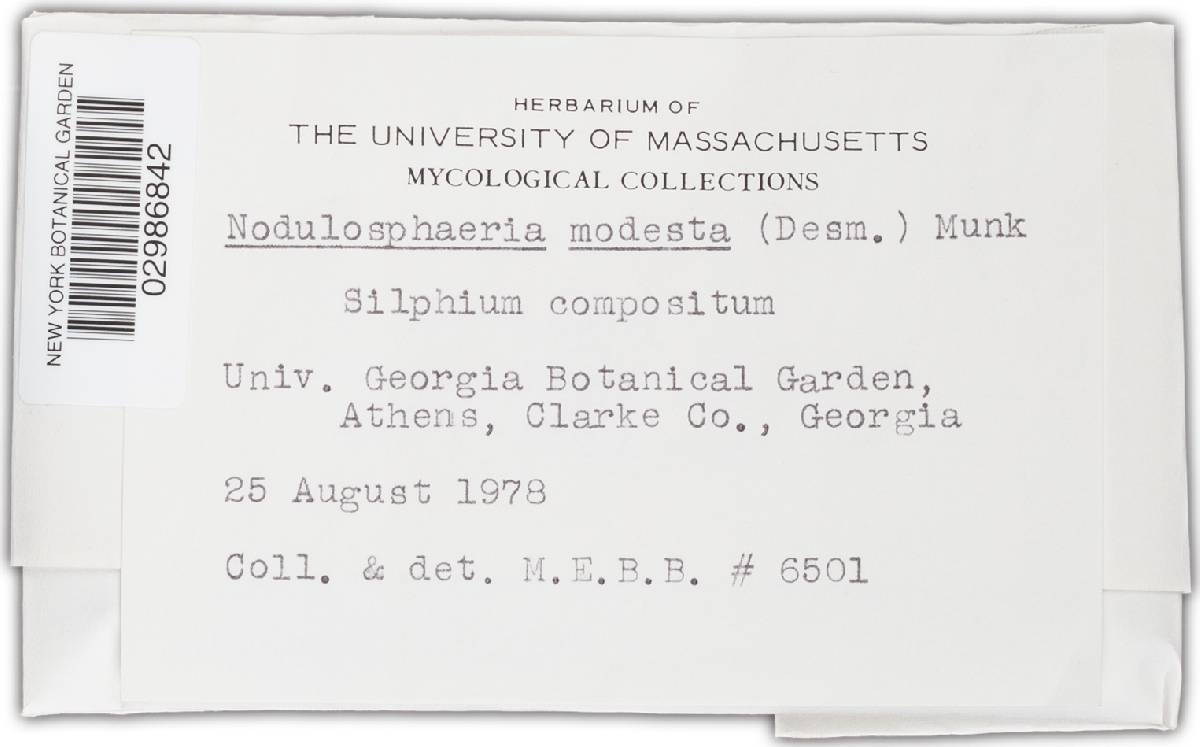 NEW YORK BOTANICAL GARDEN
02986842
HERBARIUM OF
THE UNIVERSITY OF MASSACHUSETTS
MYCOLOGICAL COLLECTIONS
Nodulosphaeria modesta (Desm.) Munk
Silphium compositum
Univ. Georgia Botanical Garden,
Athens, Clarke Co., Georgia
25 August 1978
Coll. & det. M.E.B.B. # 6501